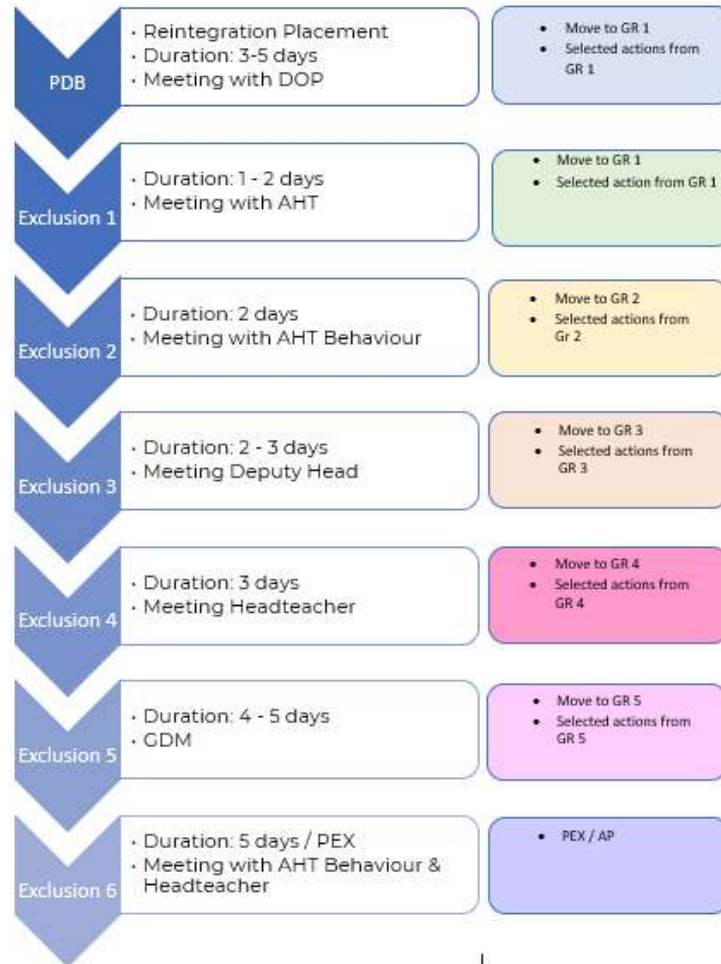 PDB
· Reintegration Placement
· Duration: 3-5 days
· Meeting with DOP
• Move to GR 1
• Selected actions from
GR 1
Exclusion 1
· Duration: 1 - 2 days
· Meeting with AHT
• Move to GR 1
• Selected action from GR 1
Exclusion 2
· Duration: 2 days
· Meeting with AHT Behaviour
• Move to GR 2
• Selected actions from
Gr 2
Exclusion 3
· Duration: 2 - 3 days
· Meeting Deputy Head
• Move to GR 3
• Selected actions from
GR 3
Exclusion 4
· Duration: 3 days
· Meeting Headteacher
• Move to GR 4
• Selected actions from
GR 4
Exclusion 5
· Duration: 4 - 5 days
· GDM
• Move to GR 5
• Selected actions from
GR 5
Exclusion 6
· Duration: 5 days / PEX
· Meeting with AHT Behaviour &
Headteacher
• PEX / AP